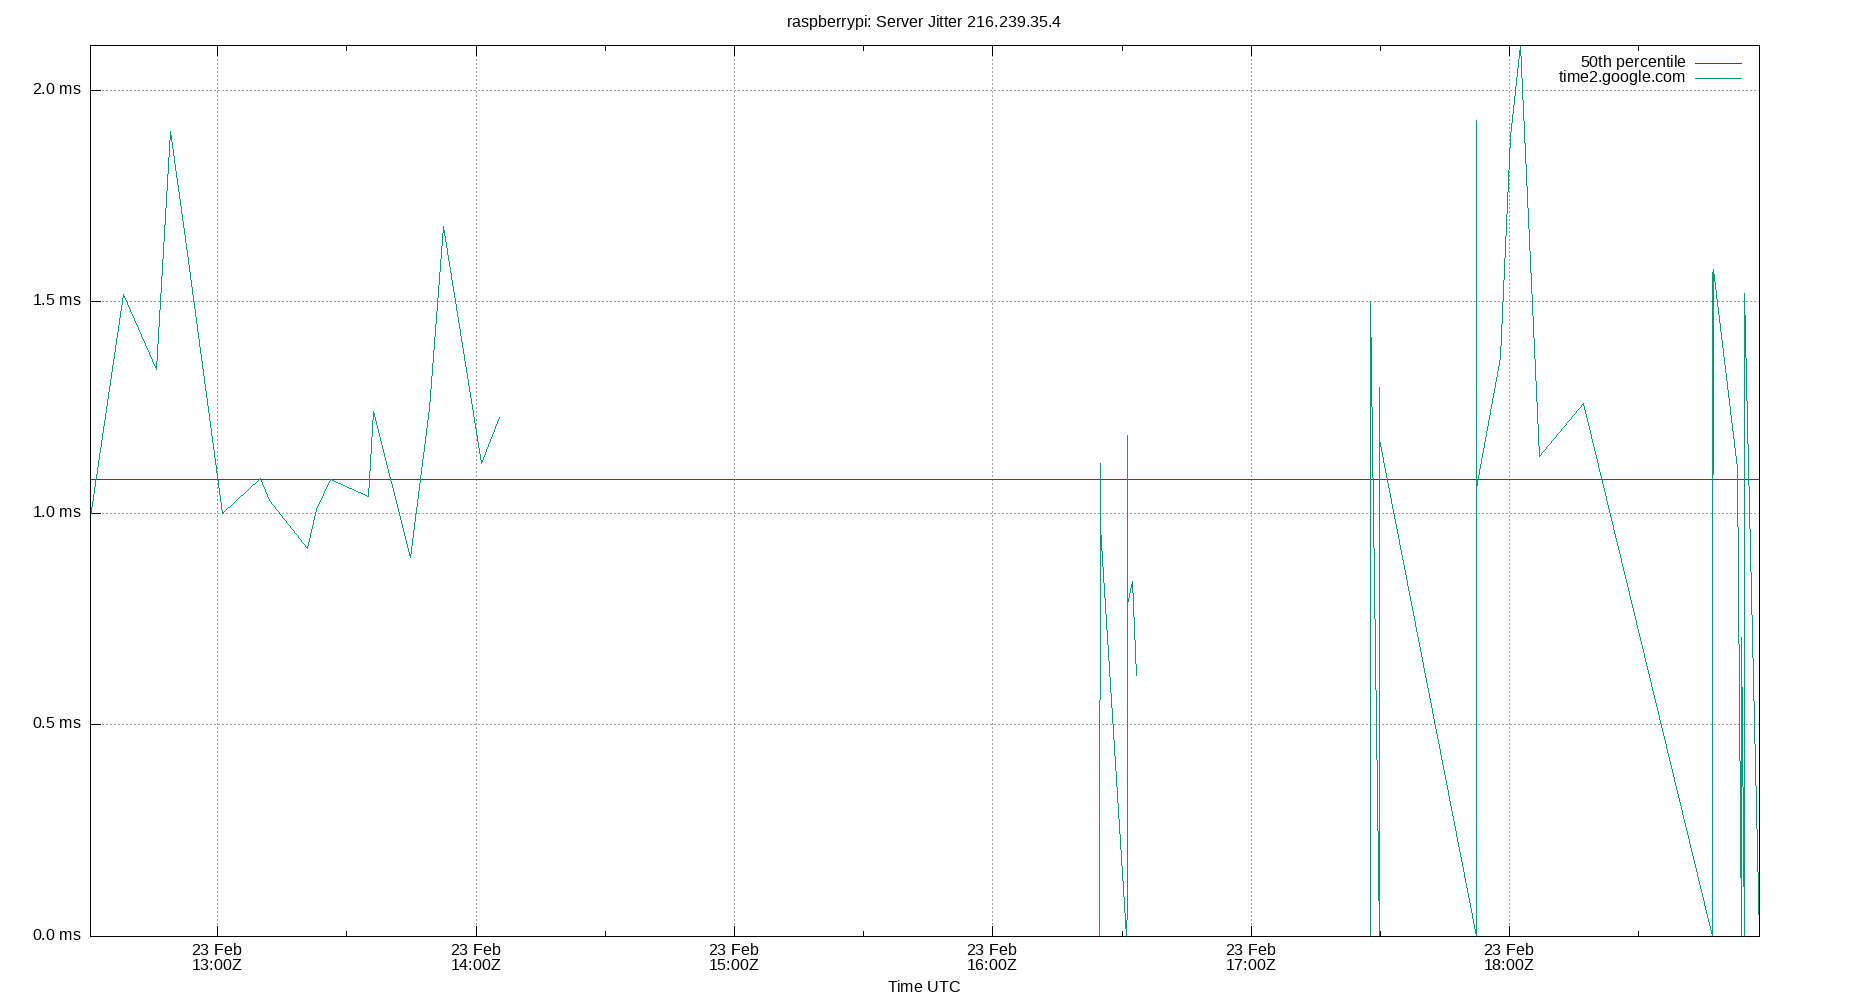 raspberrypi: Server Jitter 216.239.35.4
50th percentile
time2.google.com
2.0 ms
1.5 ms
1.0 ms
0.5 ms
0.0 ms
23 Feb 23 Feb 23 Feb 23 Feb 23 Feb 23 Feb
13:00Z 14:00Z 15:00Z 16:00Z 17:00Z 18:00Z
Time UTC